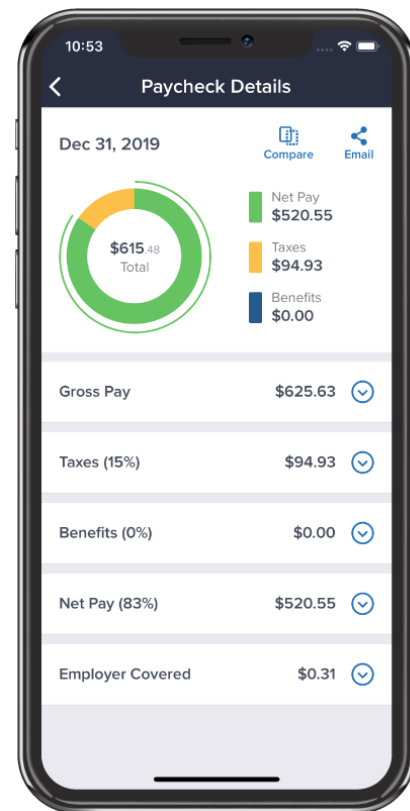 10:53
Paycheck Details
Dec 31, 2019
Compare
Email
$615.48
Total
Net Pay
$520.55
Taxes
$94.93
Benefits
$0.00
Gross Pay $625.63
Taxes (15%) $94.93
Benefits (0%) $0.00
Net Pay (83%) $520.55
Employer Covered $0.31